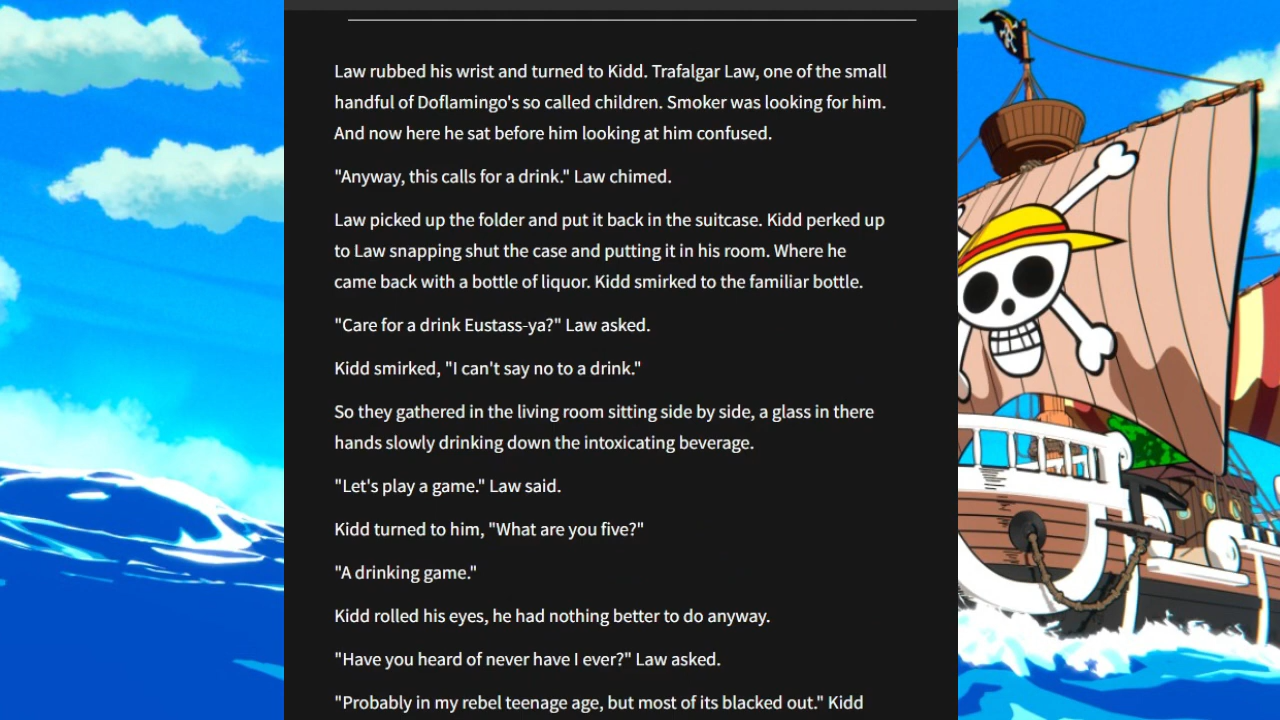 Law rubbed his wrist and turned to Kidd. Trafalgar Law, one of the small
handful of Doflamingo's so called children. Smoker was looking for him.
And now here he sat before him looking at him confused.
"Anyway, this calls for a drink." Law chimed.
Law picked up the folder and put it back in the suitcase. Kidd perked up
to Law snapping shut the case and putting it in his room. Where he
came back with a bottle of liquor. Kidd smirked to the familiar bottle.
"Care for a drink Eustass-ya?" Law asked.
Kidd smirked, "I can't say no to a drink."
So they gathered in the living room sitting side by side, a glass in there
hands slowly drinking down the intoxicating beverage.
"Let's play a game." Law said.
Kidd turned to him, "What are you five?"
"A drinking game."
Kidd rolled his eyes, he had nothing better to do anyway.
"Have you heard of never have I ever?" Law asked.
"Probably in my rebel teenage age, but most of its blacked out." Kidd